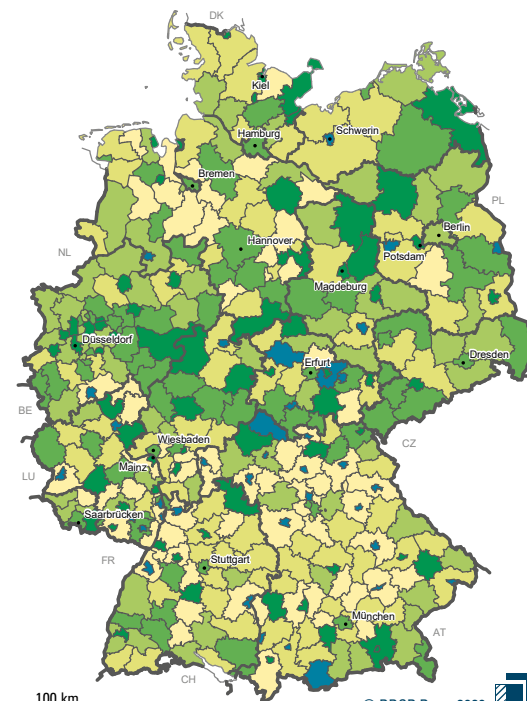 DK
Kiel
Hamburg
Schwerin
Bremen
PL
Berlin
NL
Hannover
Potsdam
Magdeburg
Düsseldorf
Dresden
Erfurt
BE
Wiesbaden
CZ
LU
Mainz
Saarbrücken
FR
Stuttgart
München
AT
CH
100 km